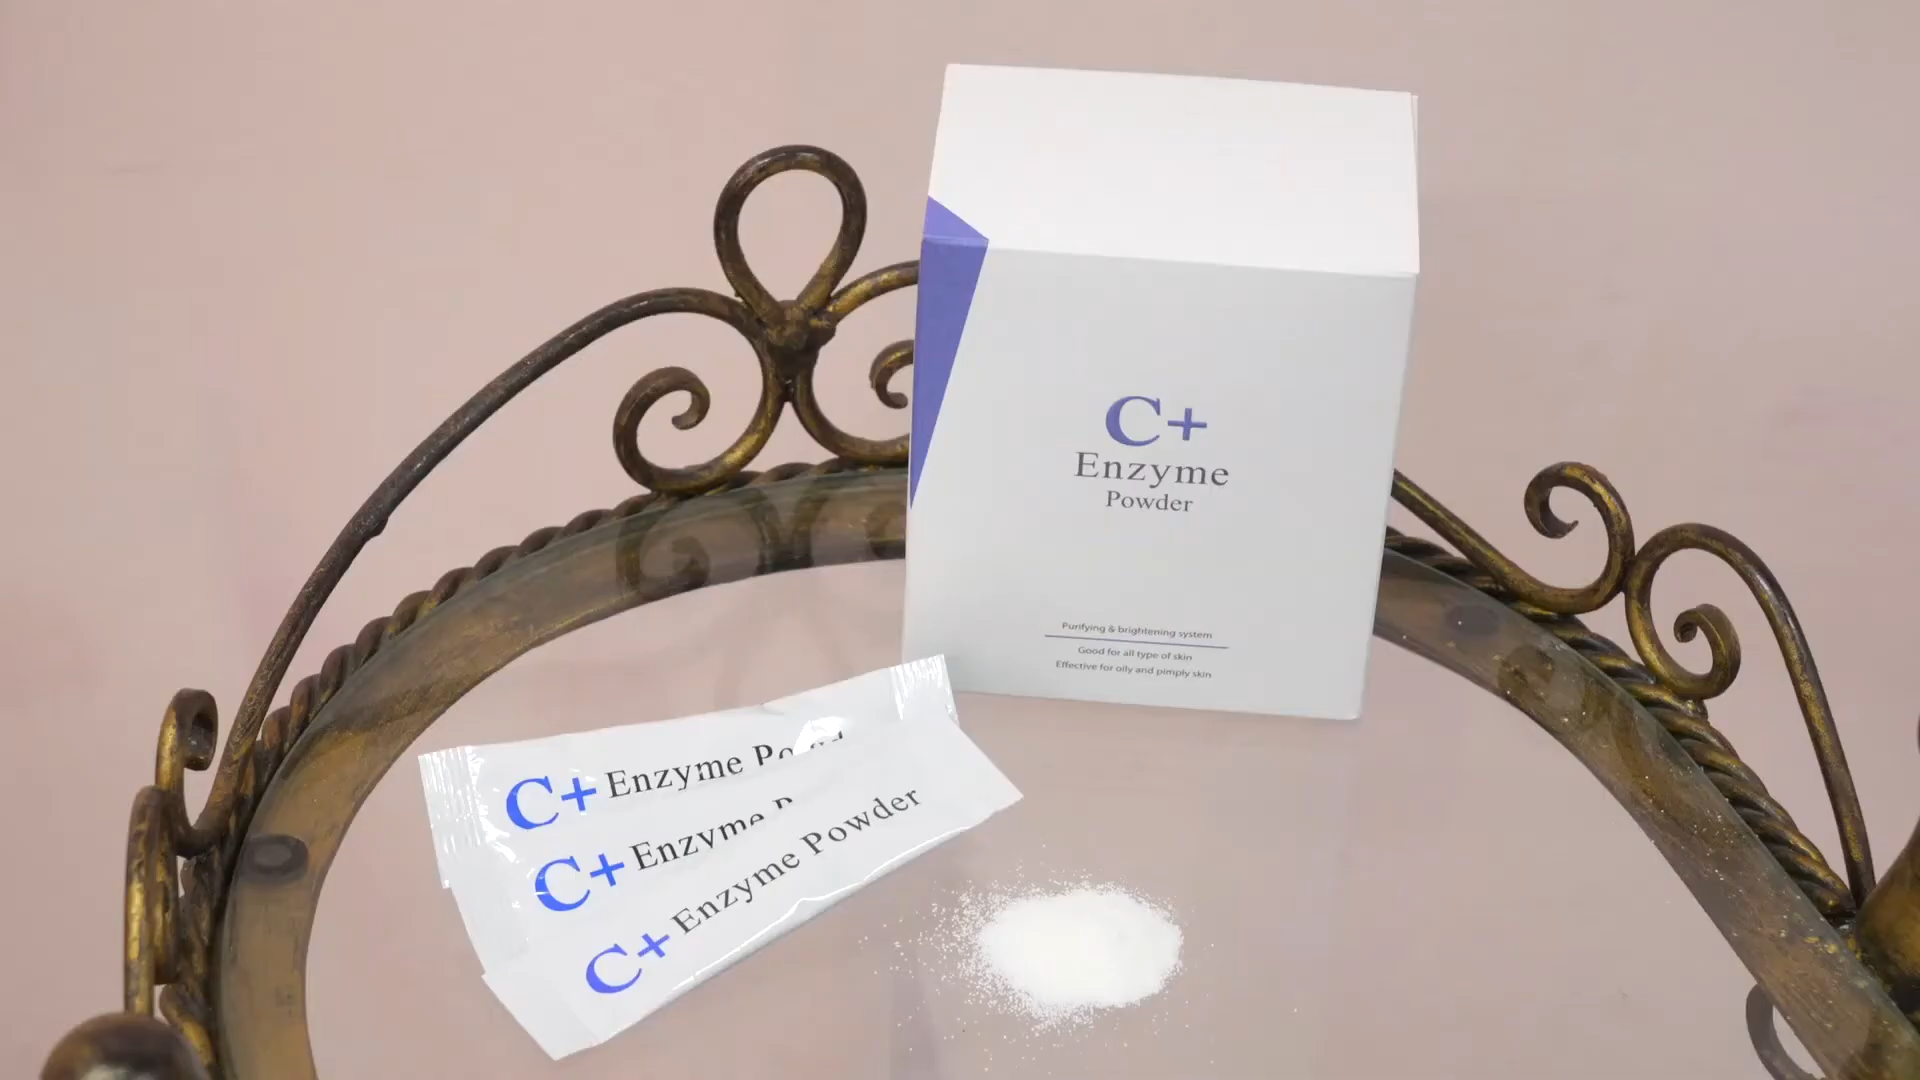 C+
Enzyme
Powder
Purifying & brightening system
Good for all type of skin
Effective for oily and pimply skin
C+ Enzyme
C+ Enzyme
C+ Enzyme Powder